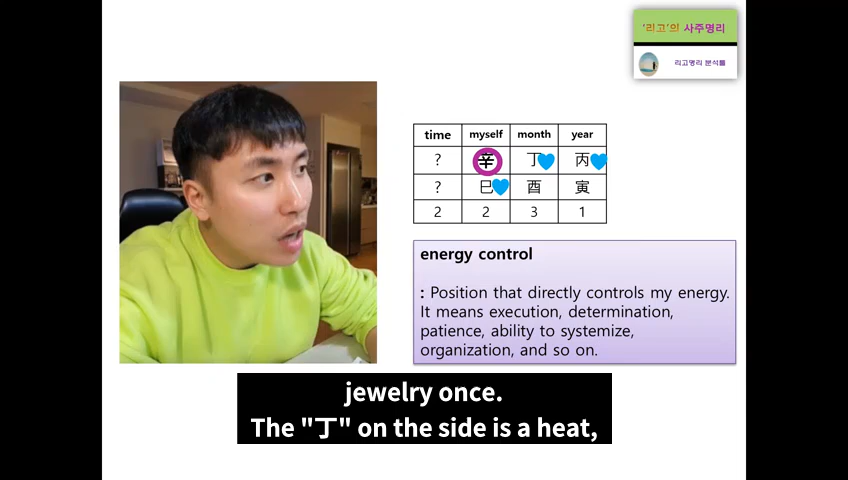 '리고'의 사주명리
리고명리 분석툴
time myself month year
? 辛 丁 丙
? 巳 酉 寅
2 2 3 1
energy control
: Position that directly controls my energy.
It means execution, determination,
patience, ability to systemize,
organization, and so on.
jewelry once.
The "丁" on the side is a heat,